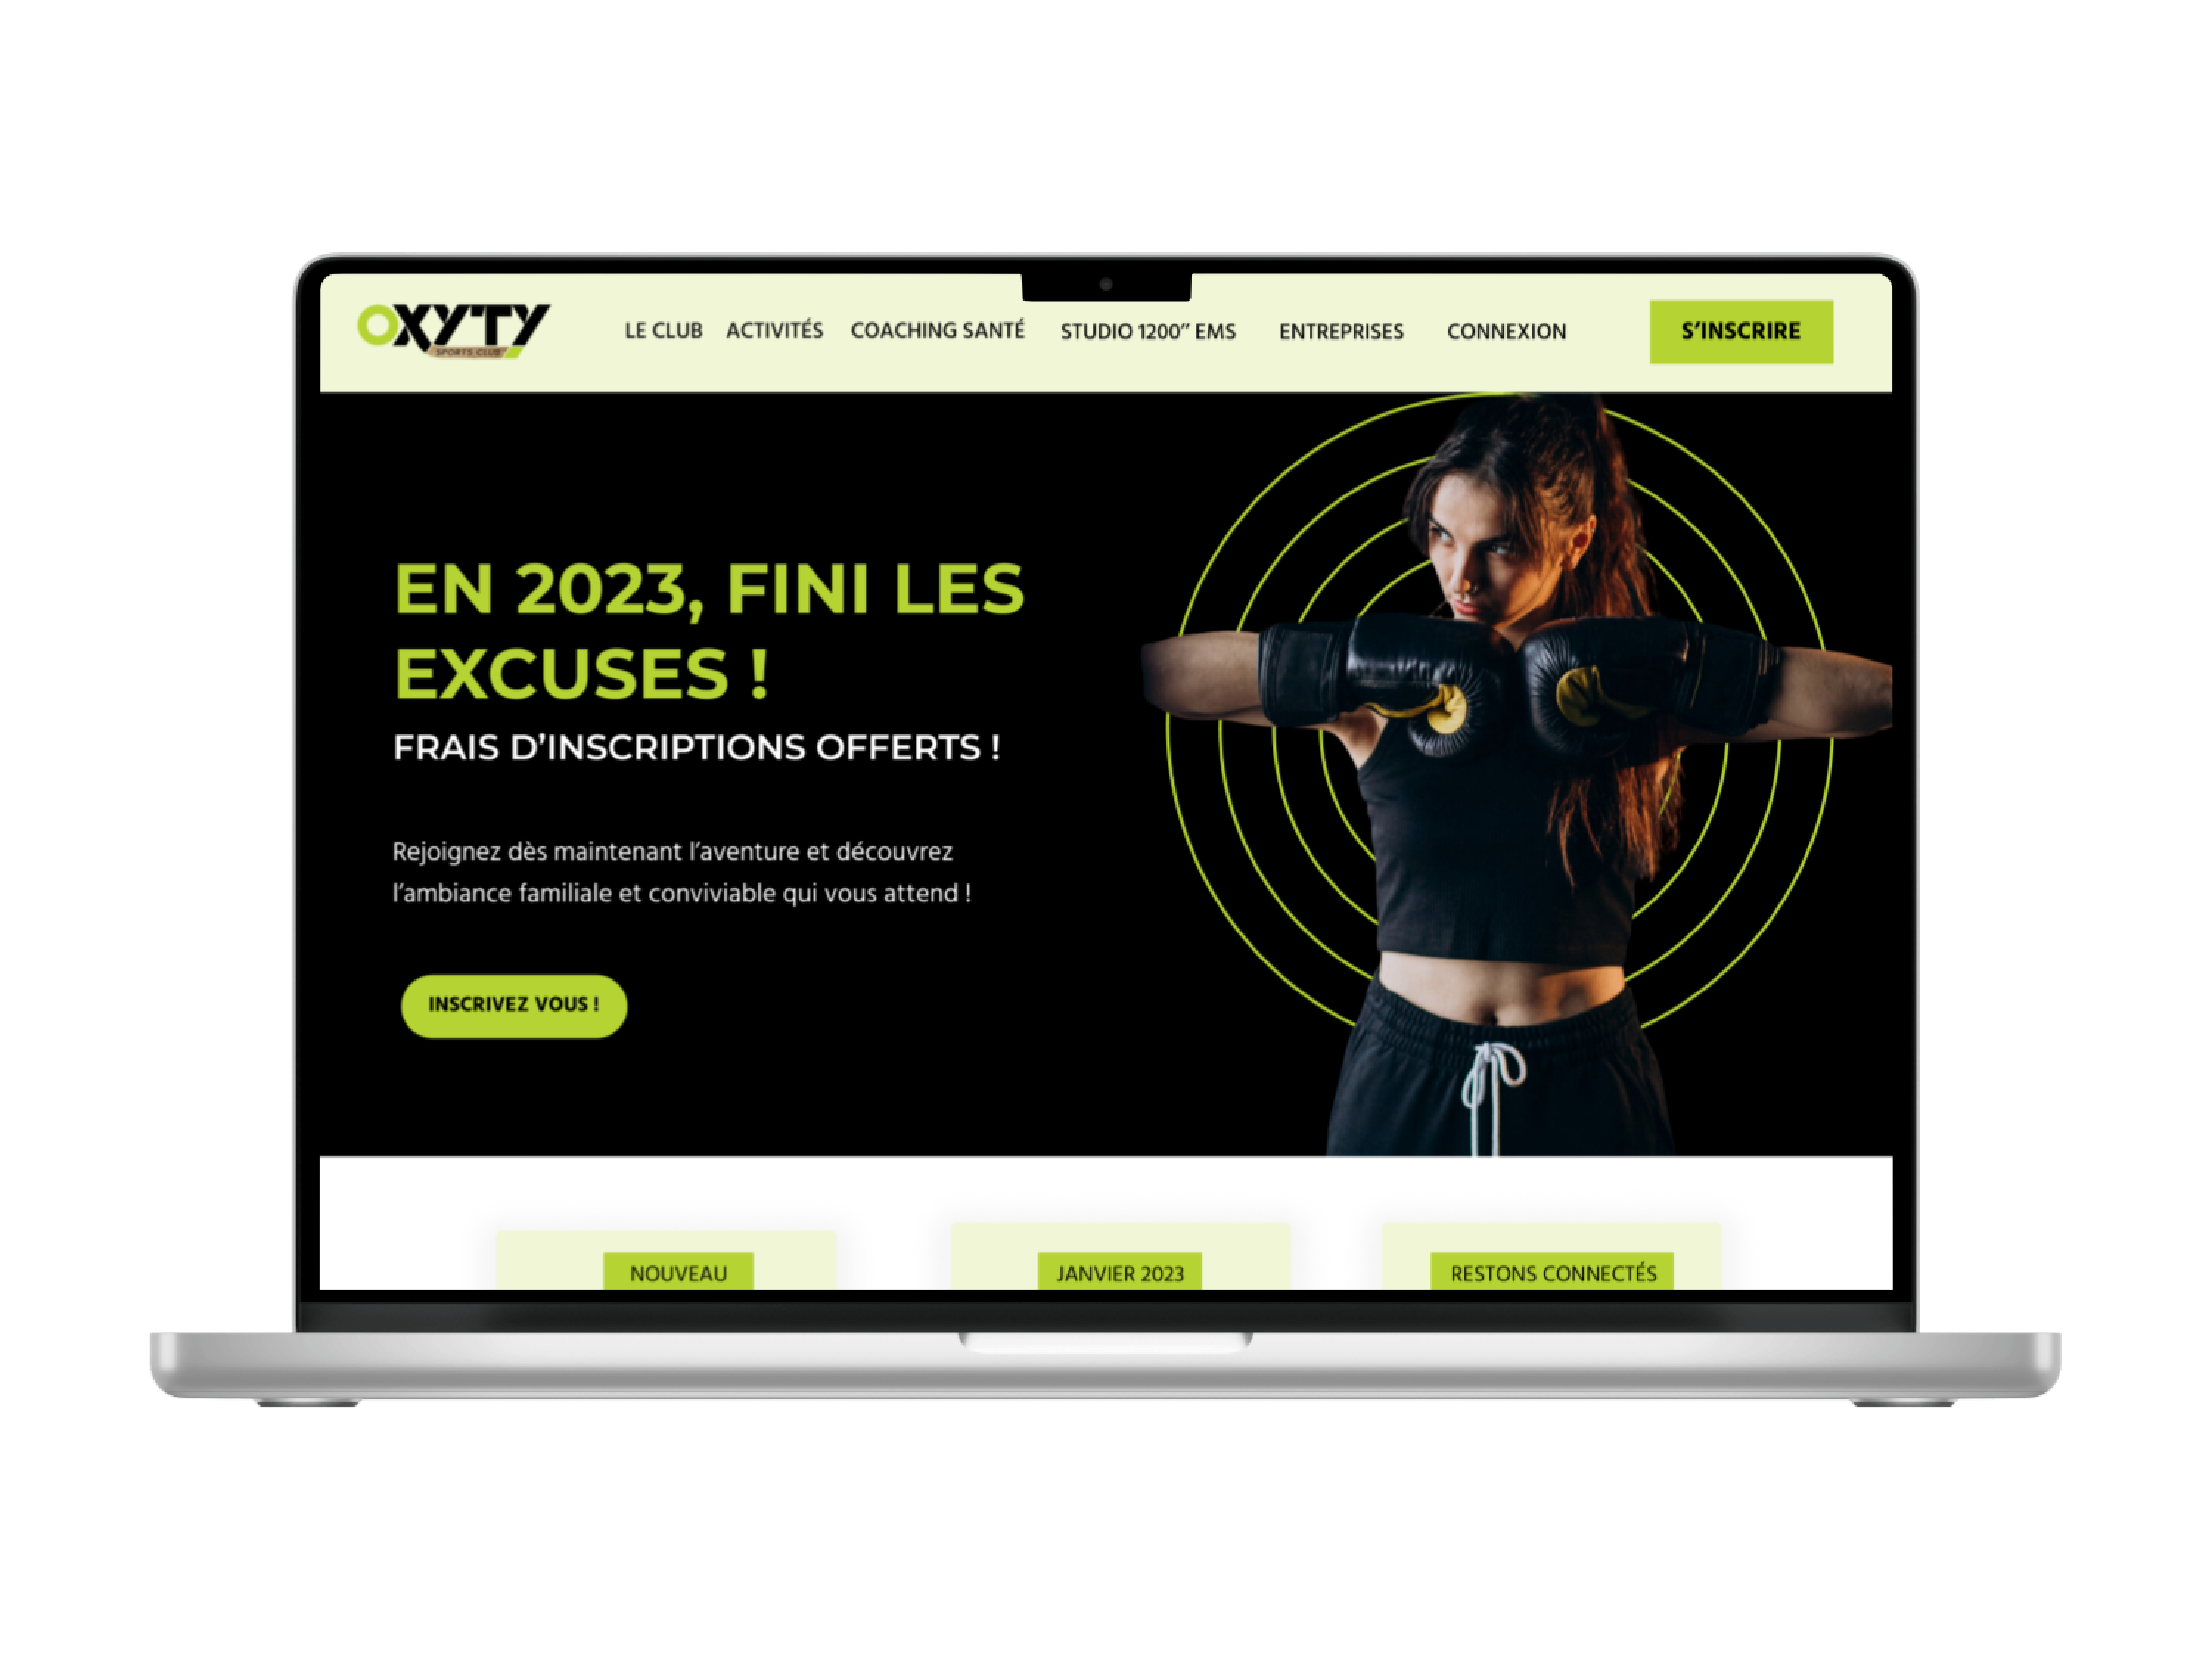 OXYTY
SPORTS CLUB
LE CLUB ACTIVITÉS COACHING SANTÉ STUDIO 1200” EMS ENTREPRISES CONNEXION S’INSCRIRE
EN 2023, FINI LES
EXCUSES !
FRAIS D’INSCRIPTIONS OFFERTS !
Rejoignez dès maintenant l’aventure et découvrez
l’ambiance familiale et conviviable qui vous attend !
INSCRIVEZ VOUS !
NOUVEAU JANVIER 2023 RESTONS CONNECTÉS